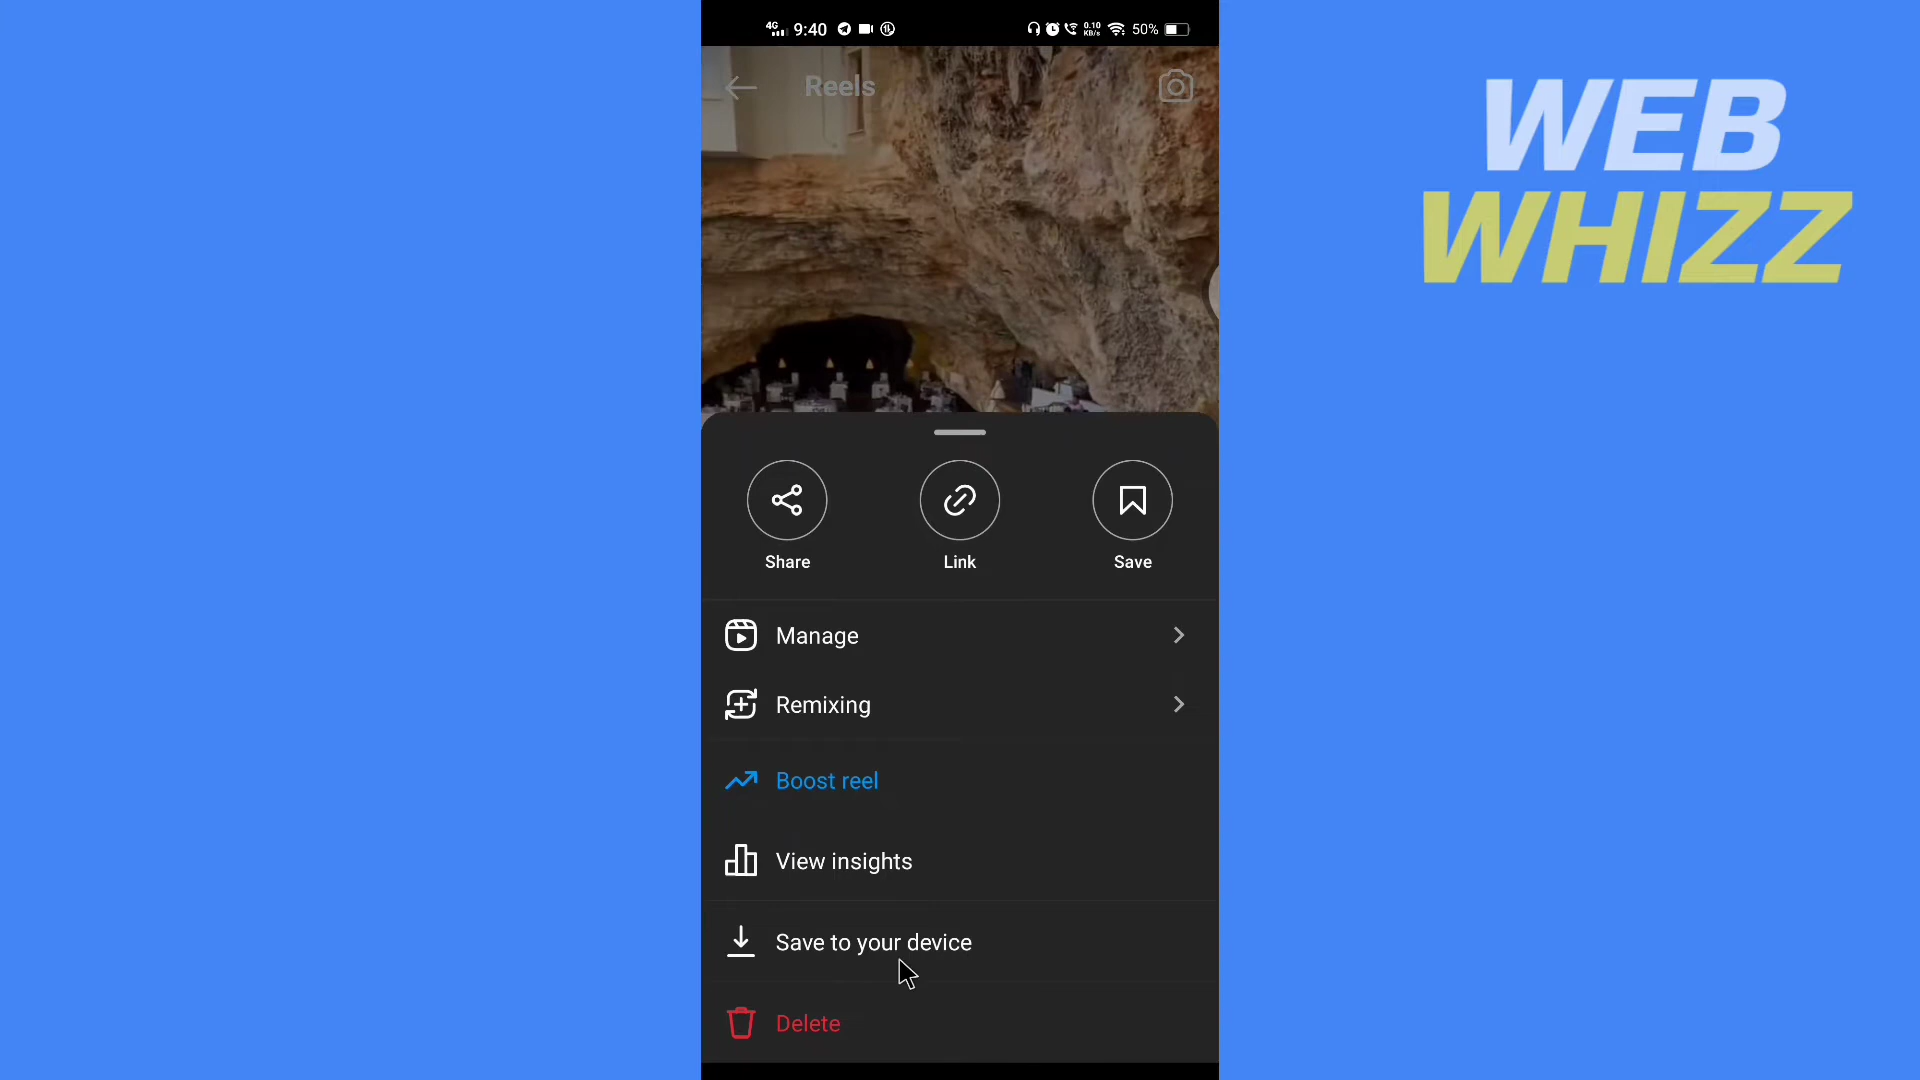 4G 9:40 0.10 KB/s 50%
Reels
WEB
WHIZZ
Share Link Save
Manage
Remixing
Boost reel
View insights
Save to your device
Delete